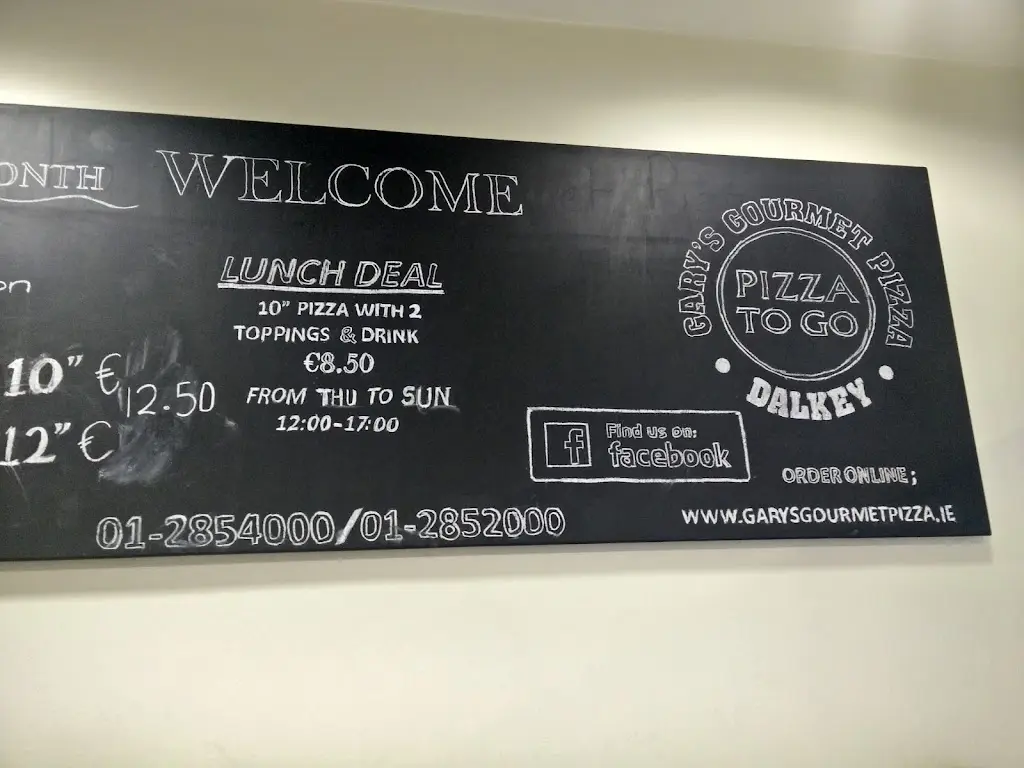 WELCOME
10" € 12.50
12" €
LUNCH DEAL
10" PIZZA WITH 2
TOPPINGS & DRINK
€8.50
FROM THU TO SUN
12:00-17:00
01-2854000/01-2852000
GARY'S GOURMET PIZZA
PIZZA
TO GO
DALKEY
f
Find us on:
facebook
ORDER ONLINE;
WWW.GARYSGOURMETPIZZA.IE